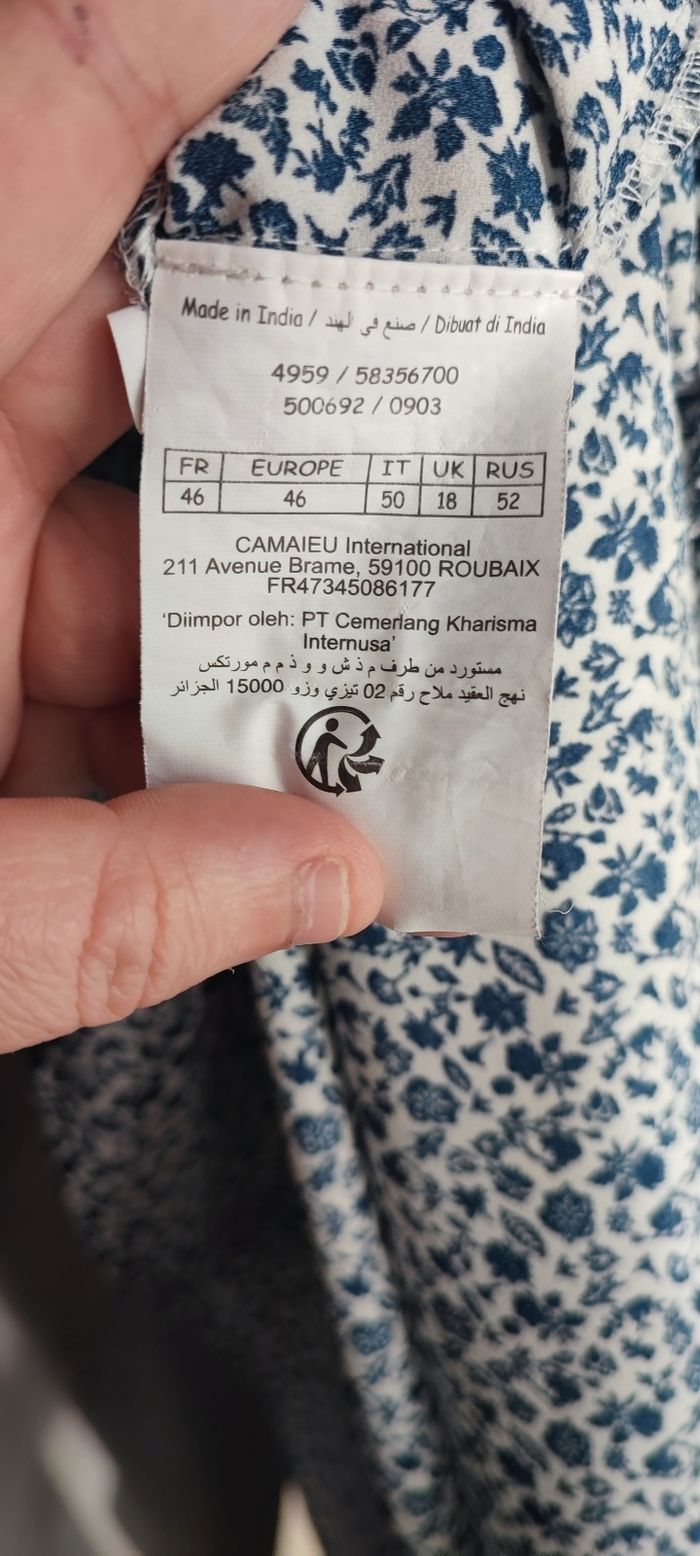 Made in India / صنع في الهند / Dibuat di India
4959 / 58356700
500692 / 0903
FR EUROPE IT UK RUS
46 46 50 18 52
CAMAIEU International
211 Avenue Brame, 59100 ROUBAIX
FR47345086177
'Diimpor oleh: PT Cemerlang Kharisma
Internusa'
مستورد من طرف م ذ ش و و ذ م م مورتكس
نهج العقيد ملاح رقم 02 تيزي وزو 15000 الجزائر